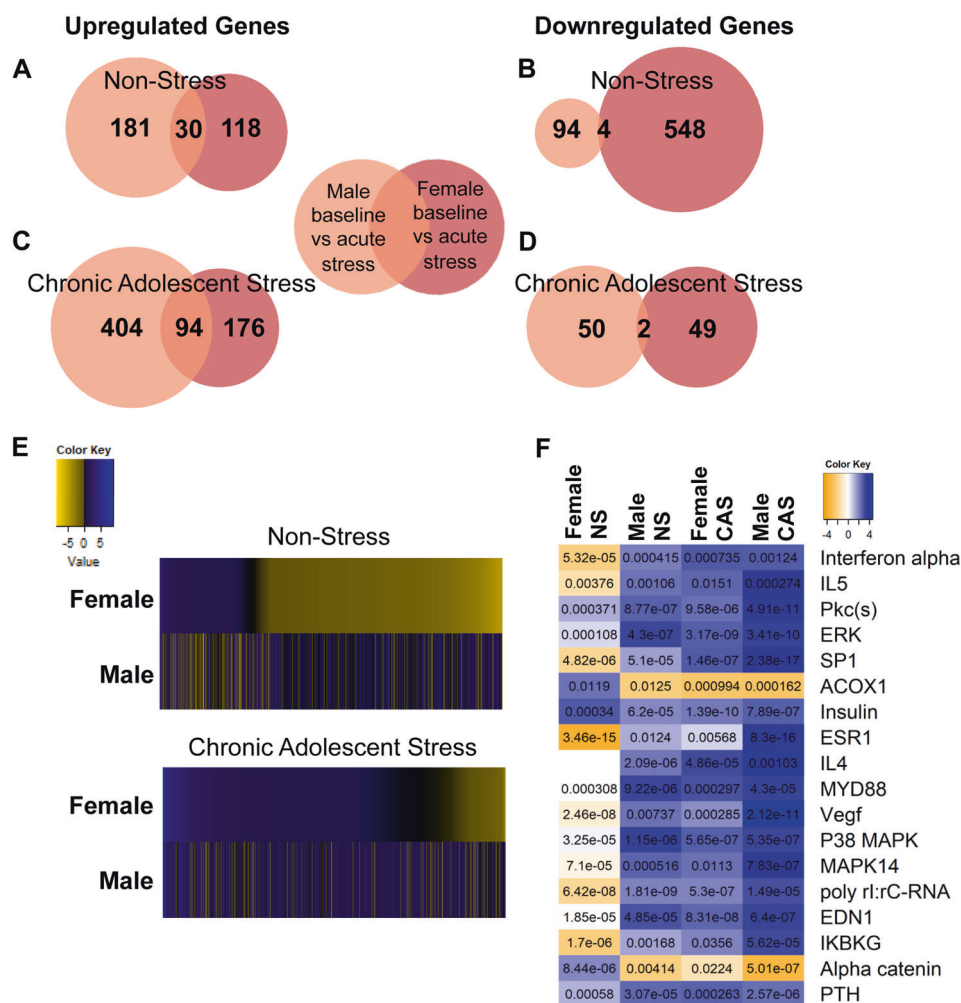 Upregulated Genes
Downregulated Genes
A
Non-Stress
181 30 118
B
Non-Stress
94 4 548
Male baseline vs acute stress
Female baseline vs acute stress
C
Chronic Adolescent Stress
404 94 176
D
Chronic Adolescent Stress
50 2 49
E
Color Key
-5 0 5
Value
Non-Stress
Female
Male
Chronic Adolescent Stress
Female
Male
F
Female NS
Male NS
Female CAS
Male CAS
Color Key
-4 0 4
5.32e-05 0.000415 0.000735 0.00124 Interferon alpha
0.00376 0.00106 0.0151 0.000274 IL5
0.000371 8.77e-07 9.58e-06 4.91e-11 Pkc(s)
0.000108 4.3e-07 3.17e-09 3.41e-10 ERK
4.82e-06 5.1e-05 1.46e-07 2.38e-17 SP1
0.0119 0.0125 0.000994 0.000162 ACOX1
0.00034 6.2e-05 1.39e-10 7.89e-07 Insulin
3.46e-15 0.0124 0.00568 8.3e-16 ESR1
2.09e-06 4.86e-05 0.00103 IL4
0.000308 9.22e-06 0.000297 4.3e-05 MYD88
2.46e-08 0.00737 0.000285 2.12e-11 Vegf
3.25e-05 1.15e-06 5.65e-07 5.35e-07 P38 MAPK
7.1e-05 0.000516 0.0113 7.83e-07 MAPK14
6.42e-08 1.81e-09 5.3e-07 1.49e-05 poly rI:rC-RNA
1.85e-05 4.85e-05 8.31e-08 6.4e-07 EDN1
1.7e-06 0.00168 0.0356 5.62e-05 IKBKG
8.44e-06 0.00414 0.0224 5.01e-07 Alpha catenin
0.00058 3.07e-05 0.000263 2.57e-06 PTH